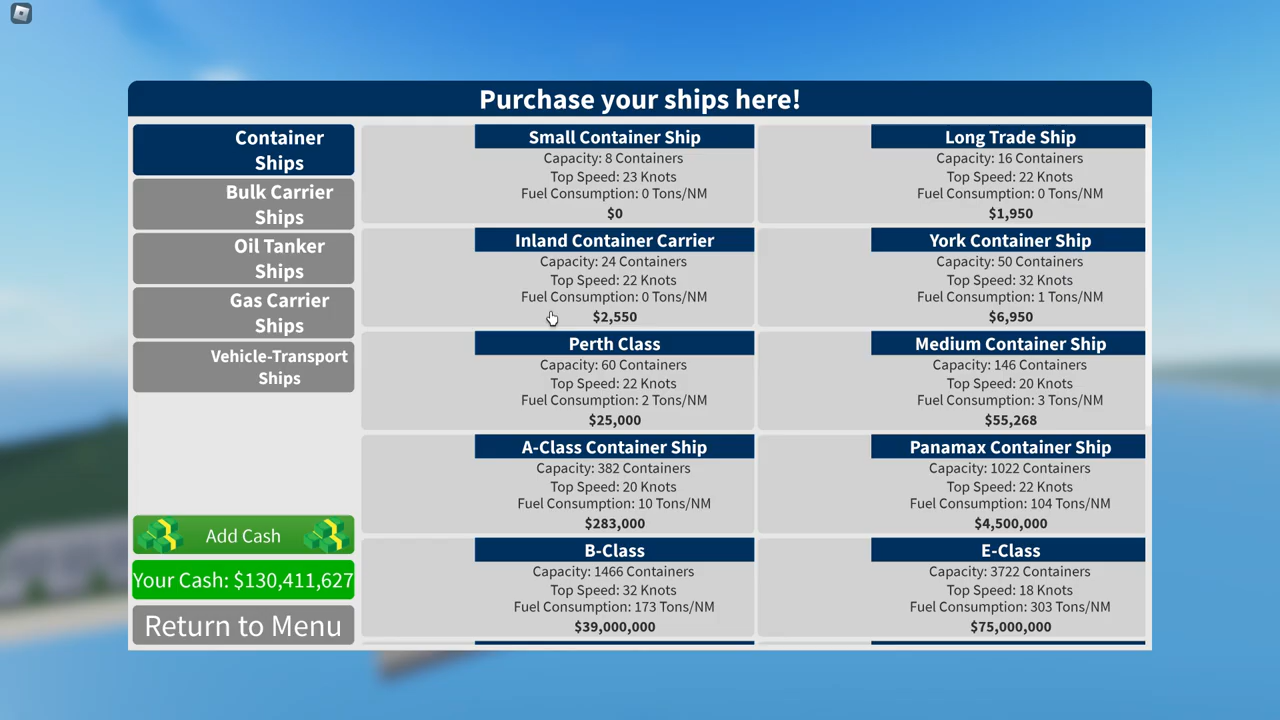 Purchase your ships here!
Container
Ships
Bulk Carrier
Ships
Oil Tanker
Ships
Gas Carrier
Ships
Vehicle-Transport
Ships
Add Cash
Your Cash: $130,411,627
Return to Menu
Small Container Ship
Capacity: 8 Containers
Top Speed: 23 Knots
Fuel Consumption: 0 Tons/NM
$0
Long Trade Ship
Capacity: 16 Containers
Top Speed: 22 Knots
Fuel Consumption: 0 Tons/NM
$1,950
Inland Container Carrier
Capacity: 24 Containers
Top Speed: 22 Knots
Fuel Consumption: 0 Tons/NM
$2,550
York Container Ship
Capacity: 50 Containers
Top Speed: 32 Knots
Fuel Consumption: 1 Tons/NM
$6,950
Perth Class
Capacity: 60 Containers
Top Speed: 22 Knots
Fuel Consumption: 2 Tons/NM
$25,000
Medium Container Ship
Capacity: 146 Containers
Top Speed: 20 Knots
Fuel Consumption: 3 Tons/NM
$55,268
A-Class Container Ship
Capacity: 382 Containers
Top Speed: 20 Knots
Fuel Consumption: 10 Tons/NM
$283,000
Panamax Container Ship
Capacity: 1022 Containers
Top Speed: 22 Knots
Fuel Consumption: 104 Tons/NM
$4,500,000
B-Class
Capacity: 1466 Containers
Top Speed: 32 Knots
Fuel Consumption: 173 Tons/NM
$39,000,000
E-Class
Capacity: 3722 Containers
Top Speed: 18 Knots
Fuel Consumption: 303 Tons/NM
$75,000,000